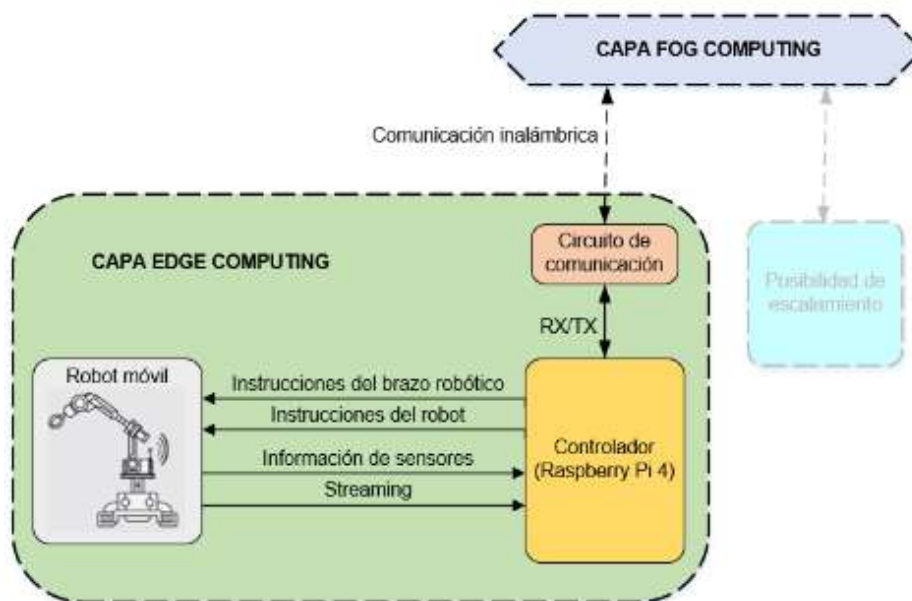 CAPA FOG COMPUTING
Comunicación inalámbrica
Circuito de
comunicación
CAPA EDGE COMPUTING
Posibilidad de
escalamiento
RX/TX
Robot móvil
Instrucciones del brazo robótico
Instrucciones del robot
Información de sensores
Streaming
Controlador
(Raspberry Pi 4)